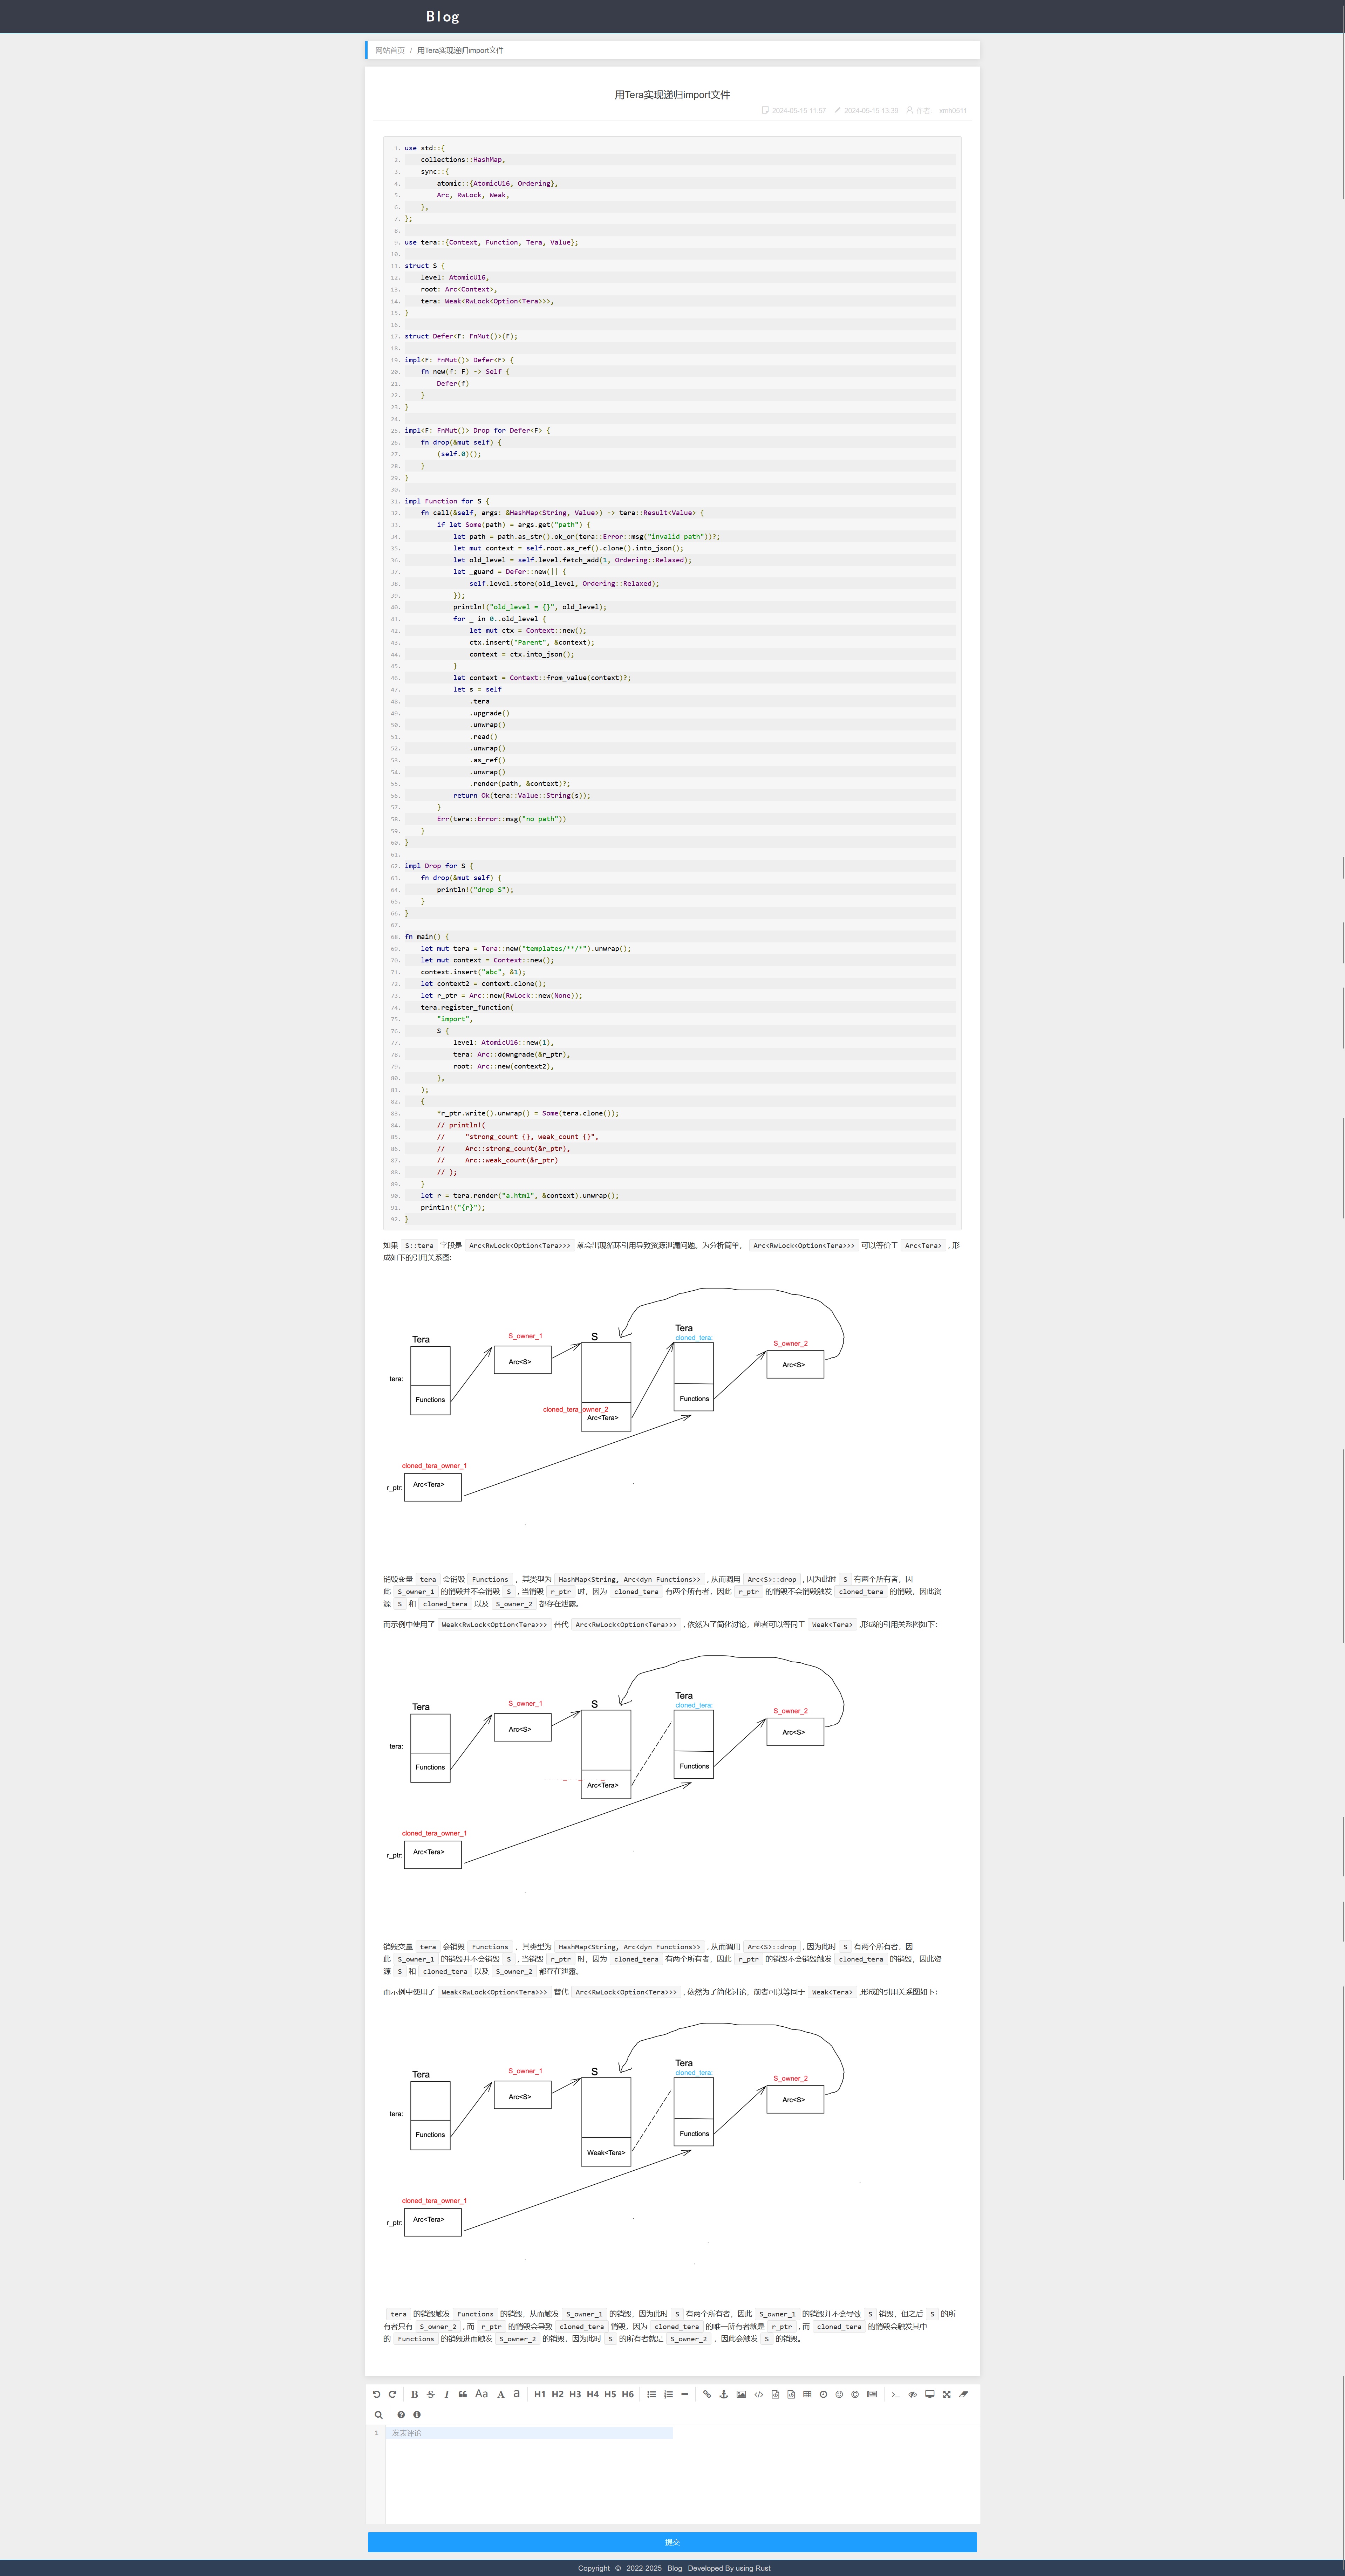 Blog
网站首页 / 用Tera实现递归import文件
用Tera实现递归import文件
2024-05-15 11:57 2024-05-15 13:39 作者: xmh0511
1. use std::{
2.     collections::HashMap,
3.     sync::{
4.         atomic::{AtomicU16, Ordering},
5.         Arc, RwLock, Weak,
6.     },
7. };
8.
9. use tera::{Context, Function, Tera, Value};
10.
11. struct S {
12.     level: AtomicU16,
13.     root: Arc<Context>,
14.     tera: Weak<RwLock<Option<Tera>>>,
15. }
16.
17. struct Defer<F: FnMut()>(F);
18.
19. impl<F: FnMut()> Defer<F> {
20.     fn new(f: F) -> Self {
21.         Defer(f)
22.     }
23. }
24.
25. impl<F: FnMut()> Drop for Defer<F> {
26.     fn drop(&mut self) {
27.         (self.0)();
28.     }
29. }
30.
31. impl Function for S {
32.     fn call(&self, args: &HashMap<String, Value>) -> tera::Result<Value> {
33.         if let Some(path) = args.get("path") {
34.             let path = path.as_str().ok_or(tera::Error::msg("invalid path"))?;
35.             let mut context = self.root.as_ref().clone().into_json();
36.             let old_level = self.level.fetch_add(1, Ordering::Relaxed);
37.             let _guard = Defer::new(|| {
38.                 self.level.store(old_level, Ordering::Relaxed);
39.             });
40.             println!("old_level = {}", old_level);
41.             for _ in 0..old_level {
42.                 let mut ctx = Context::new();
43.                 ctx.insert("Parent", &context);
44.                 context = ctx.into_json();
45.             }
46.             let context = Context::from_value(context)?;
47.             let s = self
48.                 .tera
49.                 .upgrade()
50.                 .unwrap()
51.                 .read()
52.                 .unwrap()
53.                 .as_ref()
54.                 .unwrap()
55.                 .render(path, &context)?;
56.             return Ok(tera::Value::String(s));
57.         }
58.         Err(tera::Error::msg("no path"))
59.     }
60. }
61.
62. impl Drop for S {
63.     fn drop(&mut self) {
64.         println!("drop S");
65.     }
66. }
67.
68. fn main() {
69.     let mut tera = Tera::new("templates/**/*").unwrap();
70.     let mut context = Context::new();
71.     context.insert("abc", &1);
72.     let context2 = context.clone();
73.     let r_ptr = Arc::new(RwLock::new(None));
74.     tera.register_function(
75.         "import",
76.         S {
77.             level: AtomicU16::new(1),
78.             tera: Arc::downgrade(&r_ptr),
79.             root: Arc::new(context2),
80.         },
81.     );
82.     {
83.         *r_ptr.write().unwrap() = Some(tera.clone());
84.         // println!(
85.         //     "strong_count {}, weak_count {}",
86.         //     Arc::strong_count(&r_ptr),
87.         //     Arc::weak_count(&r_ptr)
88.         // );
89.     }
90.     let r = tera.render("a.html", &context).unwrap();
91.     println!("{r}");
92. }
如果 S::tera 字段是 Arc<RwLock<Option<Tera>>> 就会出现循环引用导致资源泄漏问题。为分析简单， Arc<RwLock<Option<Tera>>> 可以等价于 Arc<Tera> , 形
成如下的引用关系图:
Tera
S_owner_1
S
Tera
cloned_tera:
S_owner_2
Arc<S>
Arc<S>
tera:
Functions
Functions
cloned_tera_owner_2
Arc<Tera>
cloned_tera_owner_1
r_ptr:
Arc<Tera>
销毁变量 tera 会销毁 Functions ，其类型为 HashMap<String, Arc<dyn Functions>> , 从而调用 Arc<S>::drop , 因为此时 S 有两个所有者，因
此 S_owner_1 的销毁并不会销毁 S , 当销毁 r_ptr 时，因为 cloned_tera 有两个所有者，因此 r_ptr 的销毁不会销毁触发 cloned_tera 的销毁，因此资
源 S 和 cloned_tera 以及 S_owner_2 都存在泄露。
而示例中使用了 Weak<RwLock<Option<Tera>>> 替代 Arc<RwLock<Option<Tera>>> , 依然为了简化讨论，前者可以等同于 Weak<Tera> ,形成的引用关系图如下：
Tera
S_owner_1
S
Tera
cloned_tera:
S_owner_2
Arc<S>
Arc<S>
tera:
Functions
Functions
Arc<Tera>
cloned_tera_owner_1
r_ptr:
Arc<Tera>
销毁变量 tera 会销毁 Functions ，其类型为 HashMap<String, Arc<dyn Functions>> , 从而调用 Arc<S>::drop , 因为此时 S 有两个所有者，因
此 S_owner_1 的销毁并不会销毁 S , 当销毁 r_ptr 时，因为 cloned_tera 有两个所有者，因此 r_ptr 的销毁不会销毁触发 cloned_tera 的销毁，因此资
源 S 和 cloned_tera 以及 S_owner_2 都存在泄露。
而示例中使用了 Weak<RwLock<Option<Tera>>> 替代 Arc<RwLock<Option<Tera>>> , 依然为了简化讨论，前者可以等同于 Weak<Tera> ,形成的引用关系图如下：
Tera
S_owner_1
S
Tera
cloned_tera:
S_owner_2
Arc<S>
Arc<S>
tera:
Functions
Functions
Weak<Tera>
cloned_tera_owner_1
r_ptr:
Arc<Tera>
tera 的销毁触发 Functions 的销毁，从而触发 S_owner_1 的销毁，因为此时 S 有两个所有者，因此 S_owner_1 的销毁并不会导致 S 销毁，但之后 S 的所
有者只有 S_owner_2 , 而 r_ptr 的销毁会导致 cloned_tera 销毁，因为 cloned_tera 的唯一所有者就是 r_ptr , 而 cloned_tera 的销毁会触发其中
的 Functions 的销毁进而触发 S_owner_2 的销毁，因为此时 S 的所有者就是 S_owner_2 ，因此会触发 S 的销毁。
B S I Aa A a H1 H2 H3 H4 H5 H6
1 发表评论
提交
Copyright © 2022-2025 Blog Developed By using Rust